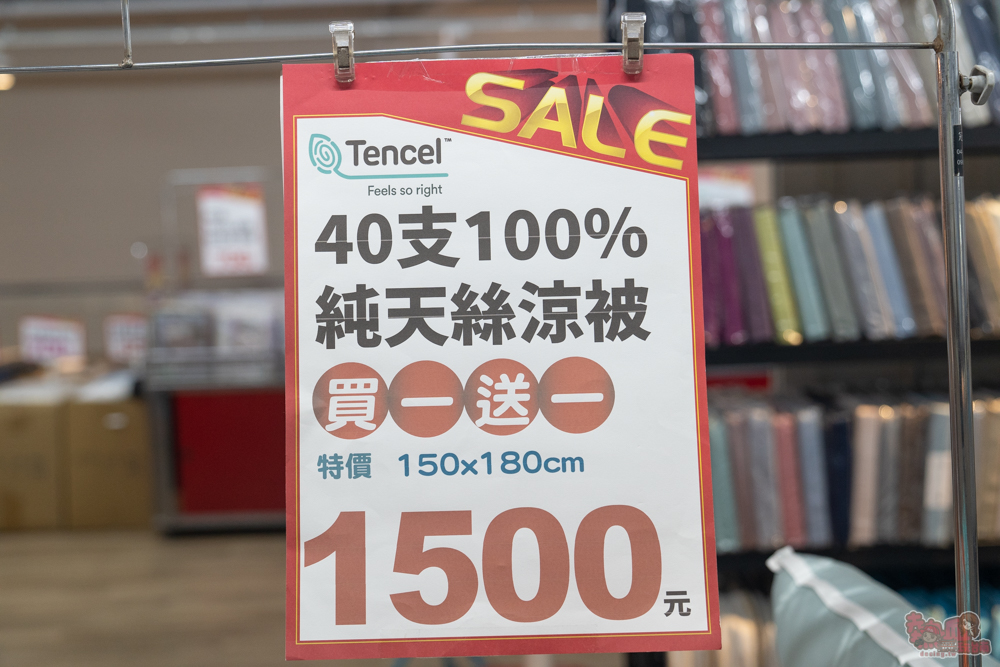 SALE
Tencel™
Feels so right
40支100%
純天絲涼被
買一送一
特價 150x180cm
1500元